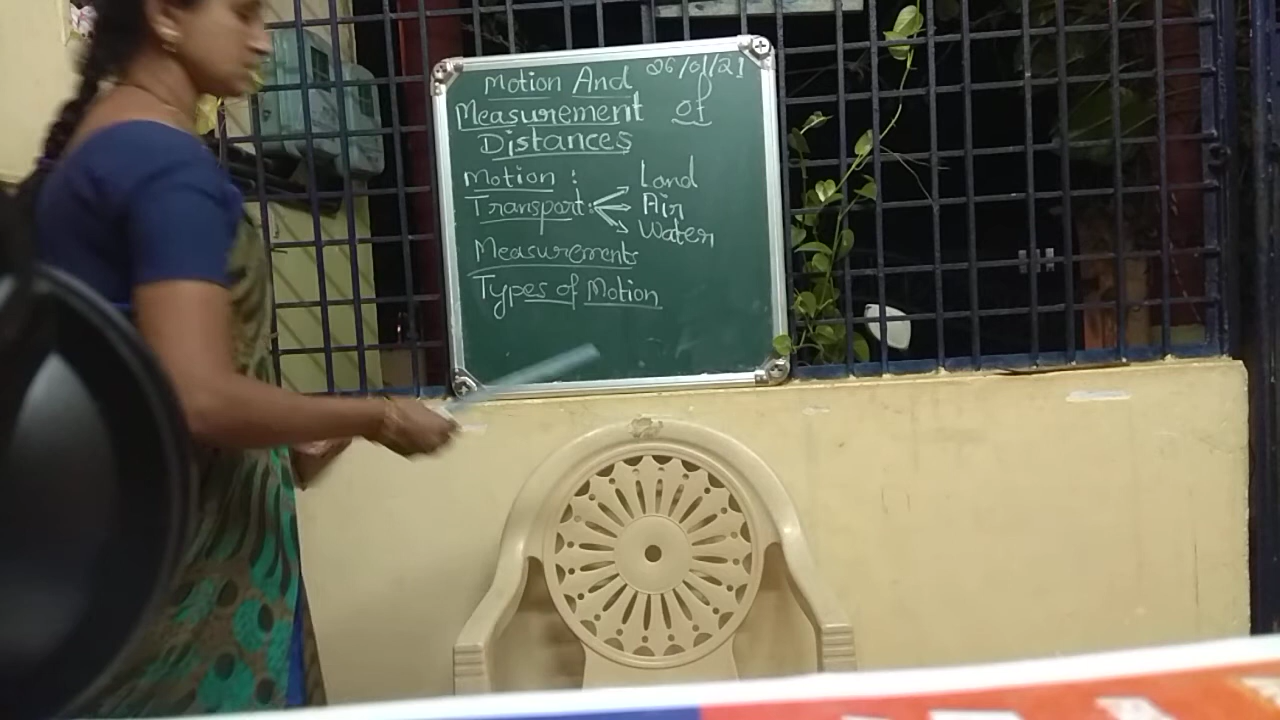 Motion And 26/01/21
Measurement of
Distances
Motion : Land
Transport: Air
Water
Measurements
Types of Motion